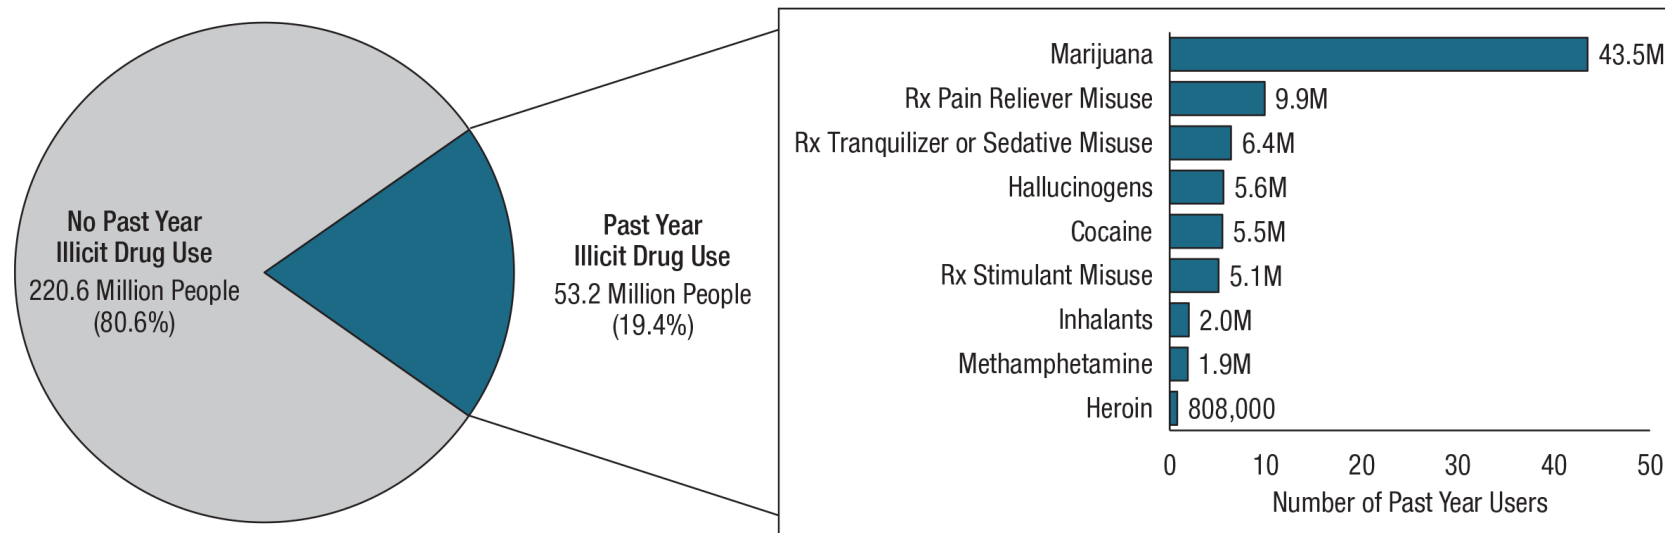 No Past Year
Illicit Drug Use
220.6 Million People
(80.6%)
Past Year
Illicit Drug Use
53.2 Million People
(19.4%)
Marijuana 43.5M
Rx Pain Reliever Misuse 9.9M
Rx Tranquilizer or Sedative Misuse 6.4M
Hallucinogens 5.6M
Cocaine 5.5M
Rx Stimulant Misuse 5.1M
Inhalants 2.0M
Methamphetamine 1.9M
Heroin 808,000
0 10 20 30 40 50
Number of Past Year Users